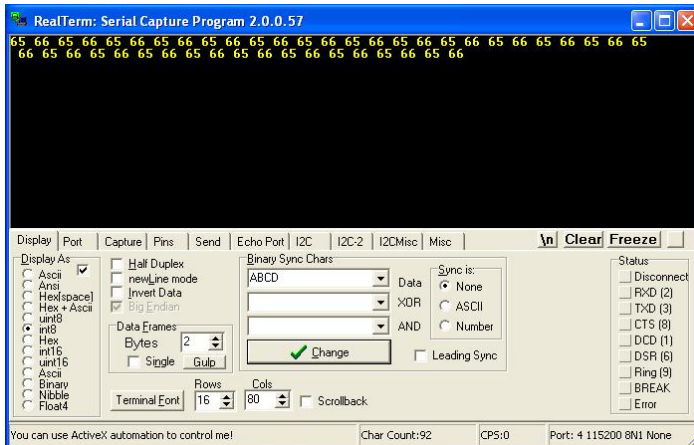 RealTerm: Serial Capture Program 2.0.0.57
65 66 65 66 65 66 65 66 65 66 65 66 65 66 65 66 65 66 65 66 65 66 65 66 65 66 65
66 65 66 65 66 65 66 65 66 65 66 65 66 65 66 65 66 65 66
Display Port Capture Pins Send Echo Port I2C I2C-2 I2CMisc Misc \n Clear Freeze
Display As
Ascii
Ansi
Hex[space]
Hex + Ascii
uint8
int8
Hex
int16
uint16
Ascii
Binary
Nibble
Float4
Half Duplex
newLine mode
Invert Data
Big Endian
Data Frames
Bytes 2
Single Gulp
Binary Sync Chars
ABCD Data
XOR
AND
Change
Sync is:
None
ASCII
Number
Leading Sync
Rows Cols
Terminal Font 16 80 Scrollback
Status
Disconnect
RXD (2)
TXD (3)
CTS (8)
DCD (1)
DSR (6)
Ring (9)
BREAK
Error
You can use ActiveX automation to control me! Char Count:92 CPS:0 Port: 4 115200 8N1 None